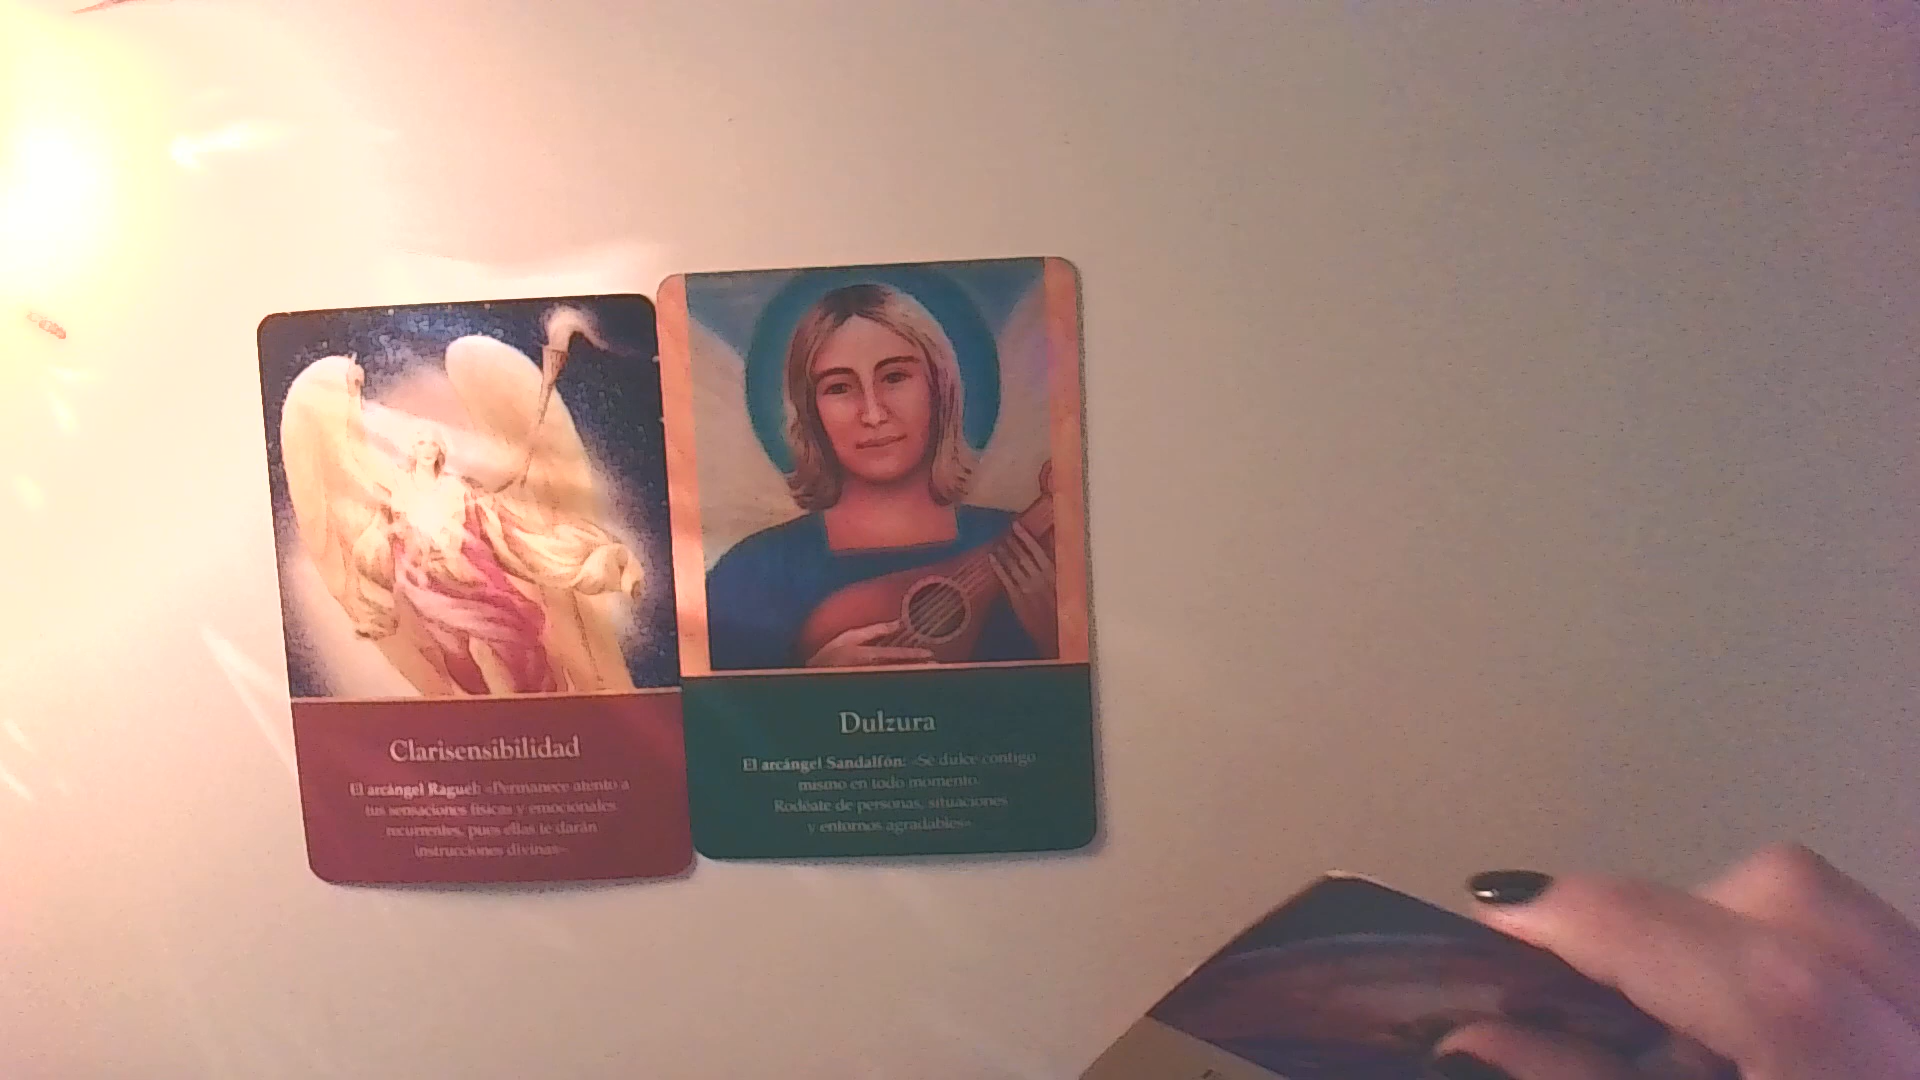 Clarisensibilidad
El arcángel Raguel: «Permanece atento a
tus sensaciones físicas y emocionales
recurrentes, pues ellas te darán
instrucciones divinas».
Dulzura
El arcángel Sandalfón: «Sé dulce contigo
mismo en todo momento.
Rodéate de personas, situaciones
y entornos agradables».